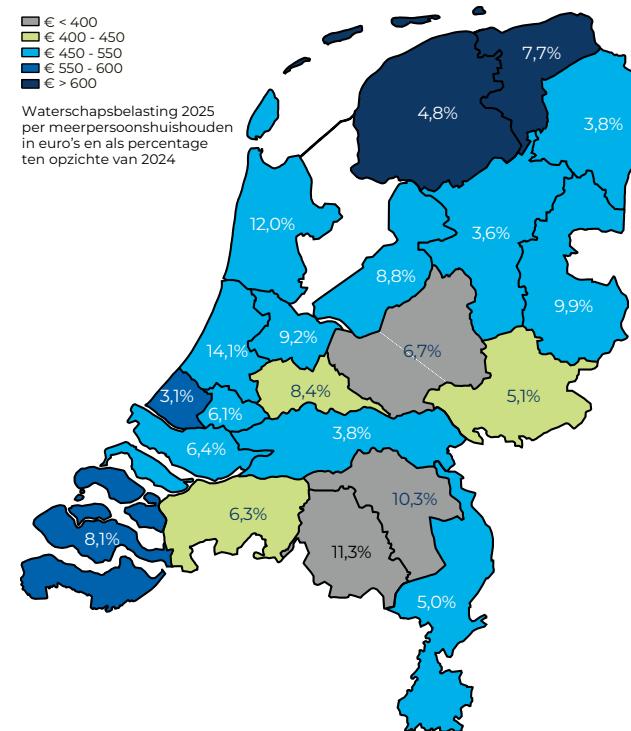 € < 400
€ 400 - 450
€ 450 - 550
€ 550 - 600
€ > 600
Waterschapsbelasting 2025
per meerpersoonshuishouden
in euro's en als percentage
ten opzichte van 2024
7,7%
4,8%
3,8%
12,0%
3,6%
8,8%
9,9%
9,2%
14,1%
6,7%
8,4%
5,1%
3,1%
6,1%
3,8%
6,4%
10,3%
6,3%
8,1%
11,3%
5,0%